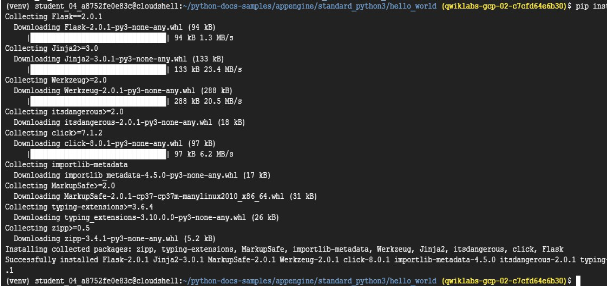 (venv) student_04_a8752fe0e83c@cloudshell:~/python-docs-samples/appengine/standard_python3/hello_world (qwiklabs-gcp-02-c7cfd64e6b30)$ pip inst
Collecting Flask==2.0.1
Downloading Flask-2.0.1-py3-none-any.whl (94 kB)
|████████████████████████████████| 94 kB 1.3 MB/s
Collecting Jinja2>=3.0
Downloading Jinja2-3.0.1-py3-none-any.whl (133 kB)
|████████████████████████████████| 133 kB 23.4 MB/s
Collecting Werkzeug>=2.0
Downloading Werkzeug-2.0.1-py3-none-any.whl (288 kB)
|████████████████████████████████| 288 kB 20.5 MB/s
Collecting itsdangerous>=2.0
Downloading itsdangerous-2.0.1-py3-none-any.whl (18 kB)
Collecting click>=7.1.2
Downloading click-8.0.1-py3-none-any.whl (97 kB)
|████████████████████████████████| 97 kB 6.2 MB/s
Collecting importlib-metadata
Downloading importlib_metadata-4.5.0-py3-none-any.whl (17 kB)
Collecting MarkupSafe>=2.0
Downloading MarkupSafe-2.0.1-cp37-cp37m-manylinux2010_x86_64.whl (31 kB)
Collecting typing-extensions>=3.6.4
Downloading typing_extensions-3.10.0.0-py3-none-any.whl (26 kB)
Collecting zipp>=0.5
Downloading zipp-3.4.1-py3-none-any.whl (5.2 kB)
Installing collected packages: zipp, typing-extensions, MarkupSafe, importlib-metadata, Werkzeug, Jinja2, itsdangerous, click, Flask
Successfully installed Flask-2.0.1 Jinja2-3.0.1 MarkupSafe-2.0.1 Werkzeug-2.0.1 click-8.0.1 importlib-metadata-4.5.0 itsdangerous-2.0.1 typing-
.1
(venv) student_04_a8752fe0e83c@cloudshell:~/python-docs-samples/appengine/standard_python3/hello_world (qwiklabs-gcp-02-c7cfd64e6b30)$